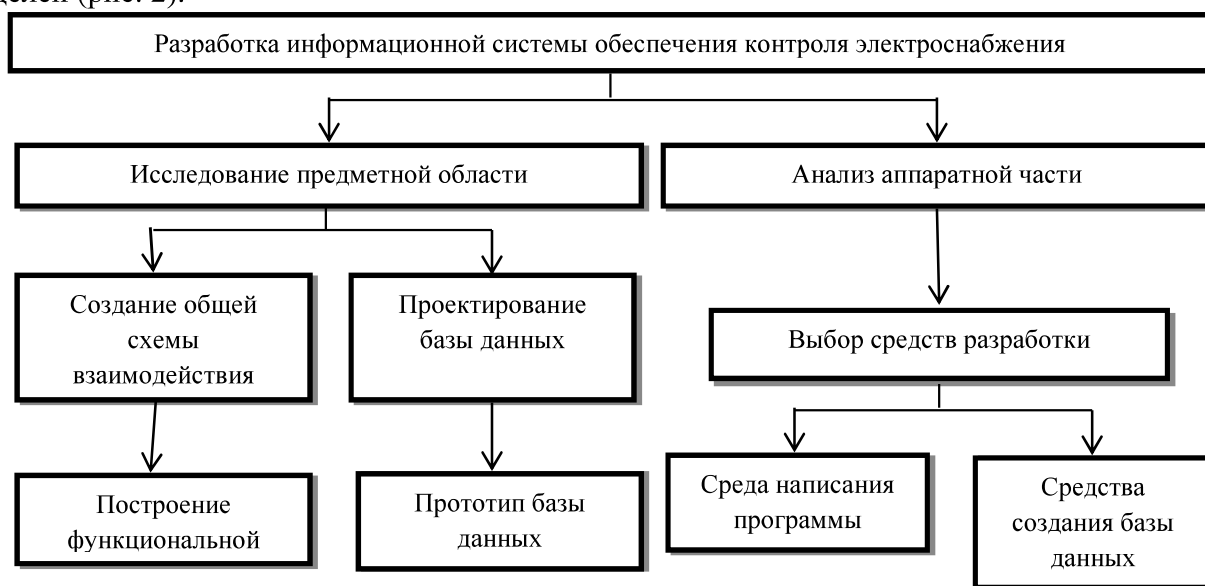 целей (рис. 2).
Разработка информационной системы обеспечения контроля электроснабжения
Исследование предметной области
Анализ аппаратной части
Создание общей
схемы
взаимодействия
Проектирование
базы данных
Выбор средств разработки
Построение
функциональной
Прототип базы
данных
Среда написания
программы
Средства
создания базы
данных